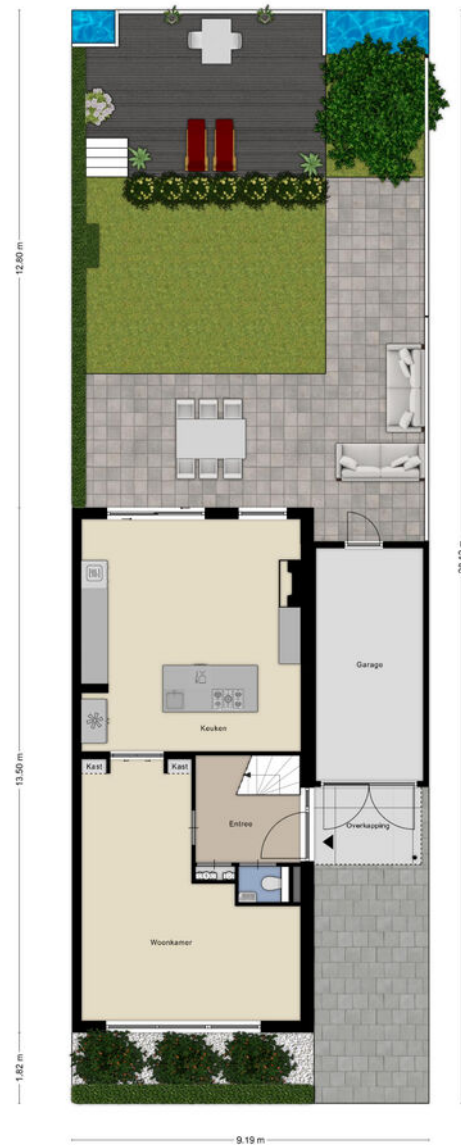 12.80 m
Garage
Keuken
13.50 m
Kast
Kast
Entree
Overkapping
Woonkamer
1.82 m
9.19 m